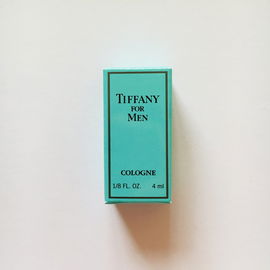 TIFFANY
FOR
MEN
COLOGNE
1/8 FL. OZ. 4 ml